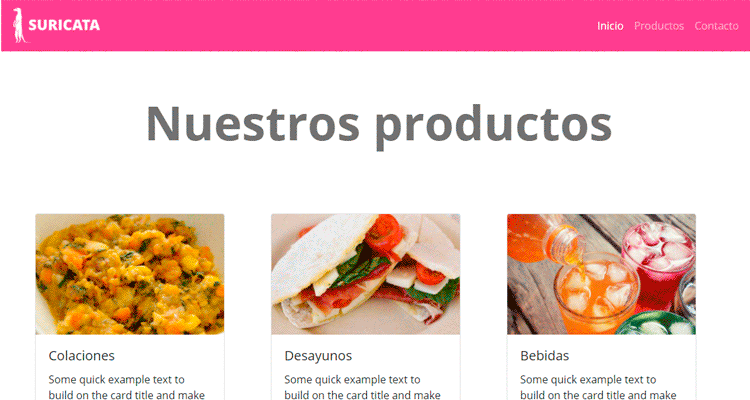 SURICATA
Inicio Productos Contacto
Nuestros productos
Colaciones
Some quick example text to
build on the card title and make
Desayunos
Some quick example text to
build on the card title and make
Bebidas
Some quick example text to
build on the card title and make